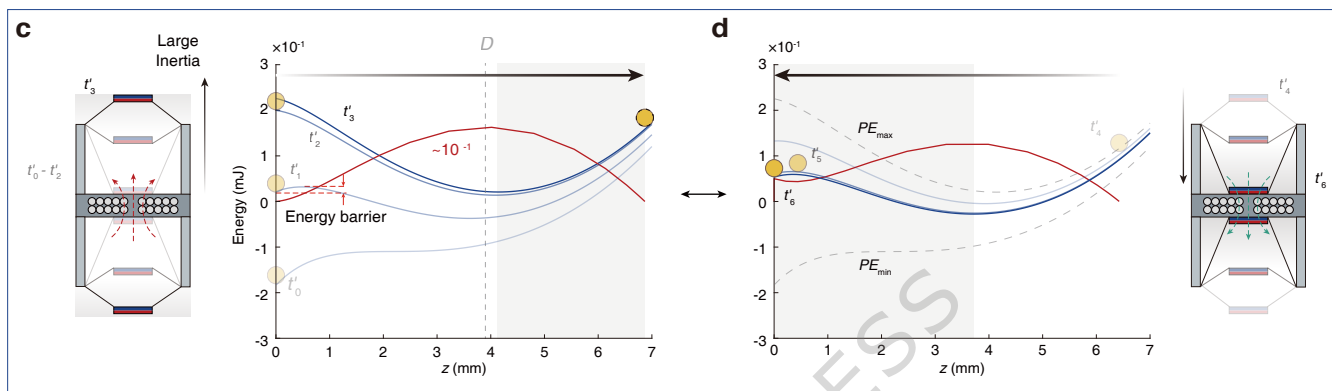 c
Large
Inertia
t′3
t′0 - t′2
×10⁻¹
D
3
2
1
0
-1
-2
-3
Energy (mJ)
t′3
t′2
~10⁻¹
t′1
Energy barrier
t′0
0
1
2
3
4
5
6
7
z (mm)
d
×10⁻¹
3
2
1
0
-1
-2
-3
PEmax
t′4
t′5
t′6
PEmin
0
1
2
3
4
5
6
7
z (mm)
t′4
t′6
ESS